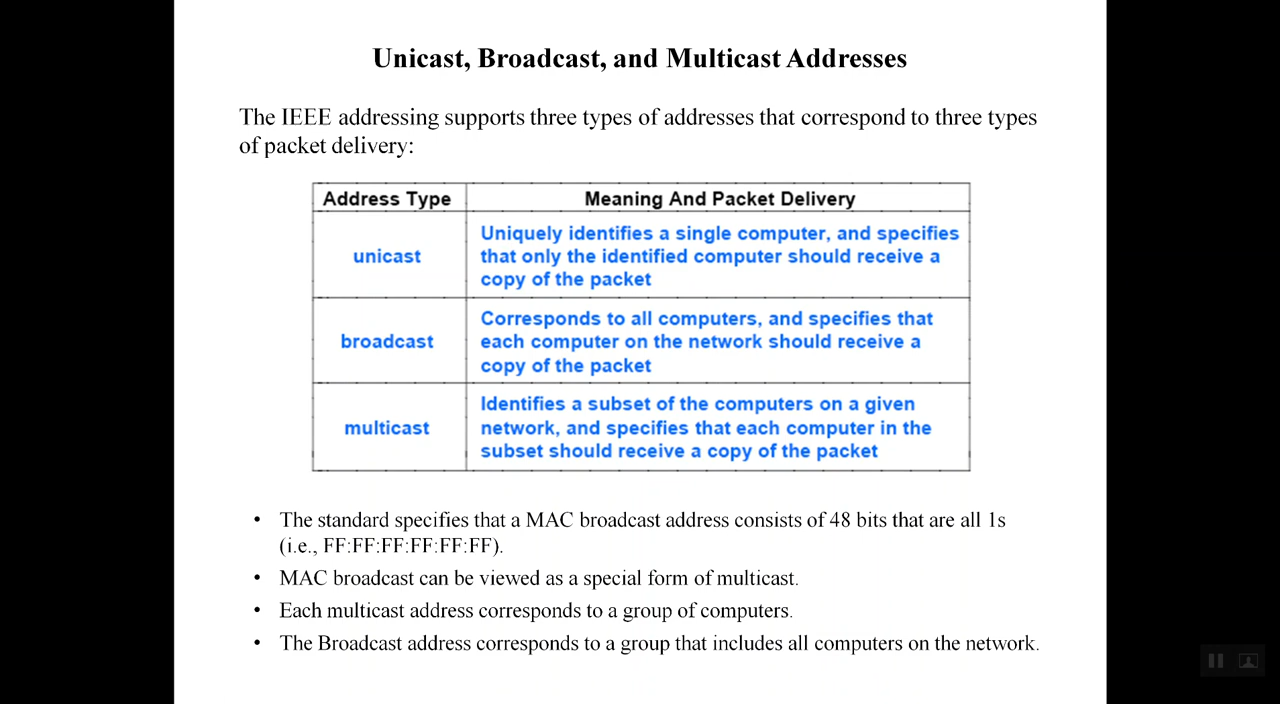 Unicast, Broadcast, and Multicast Addresses
The IEEE addressing supports three types of addresses that correspond to three types
of packet delivery:
Address Type
Meaning And Packet Delivery
unicast
Uniquely identifies a single computer, and specifies
that only the identified computer should receive a
copy of the packet
broadcast
Corresponds to all computers, and specifies that
each computer on the network should receive a
copy of the packet
multicast
Identifies a subset of the computers on a given
network, and specifies that each computer in the
subset should receive a copy of the packet
• The standard specifies that a MAC broadcast address consists of 48 bits that are all 1s
(i.e., FF:FF:FF:FF:FF:FF).
• MAC broadcast can be viewed as a special form of multicast.
• Each multicast address corresponds to a group of computers.
• The Broadcast address corresponds to a group that includes all computers on the network.